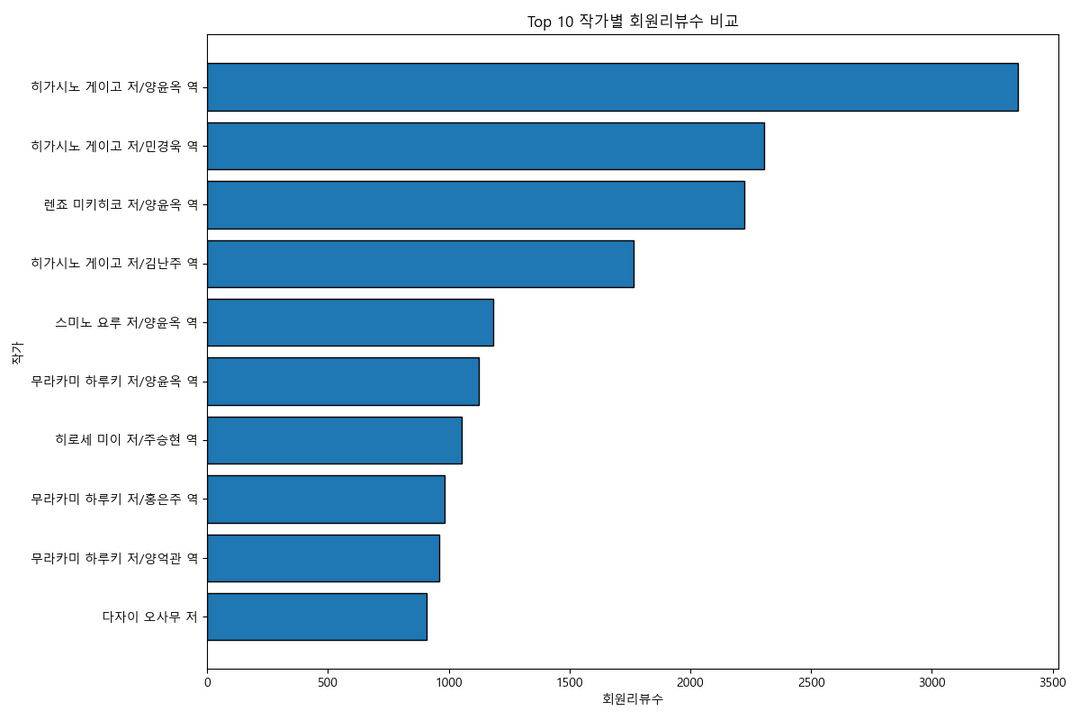 Top 10 작가별 회원리뷰수 비교
히가시노 게이고 저/양윤옥 역
히가시노 게이고 저/민경욱 역
렌죠 미키히코 저/양윤옥 역
히가시노 게이고 저/김난주 역
스미노 요루 저/양윤옥 역
무라카미 하루키 저/양윤옥 역
히로세 미이 저/주승현 역
무라카미 하루키 저/홍은주 역
무라카미 하루키 저/양억관 역
다자이 오사무 저
작가
0 500 1000 1500 2000 2500 3000 3500
회원리뷰수